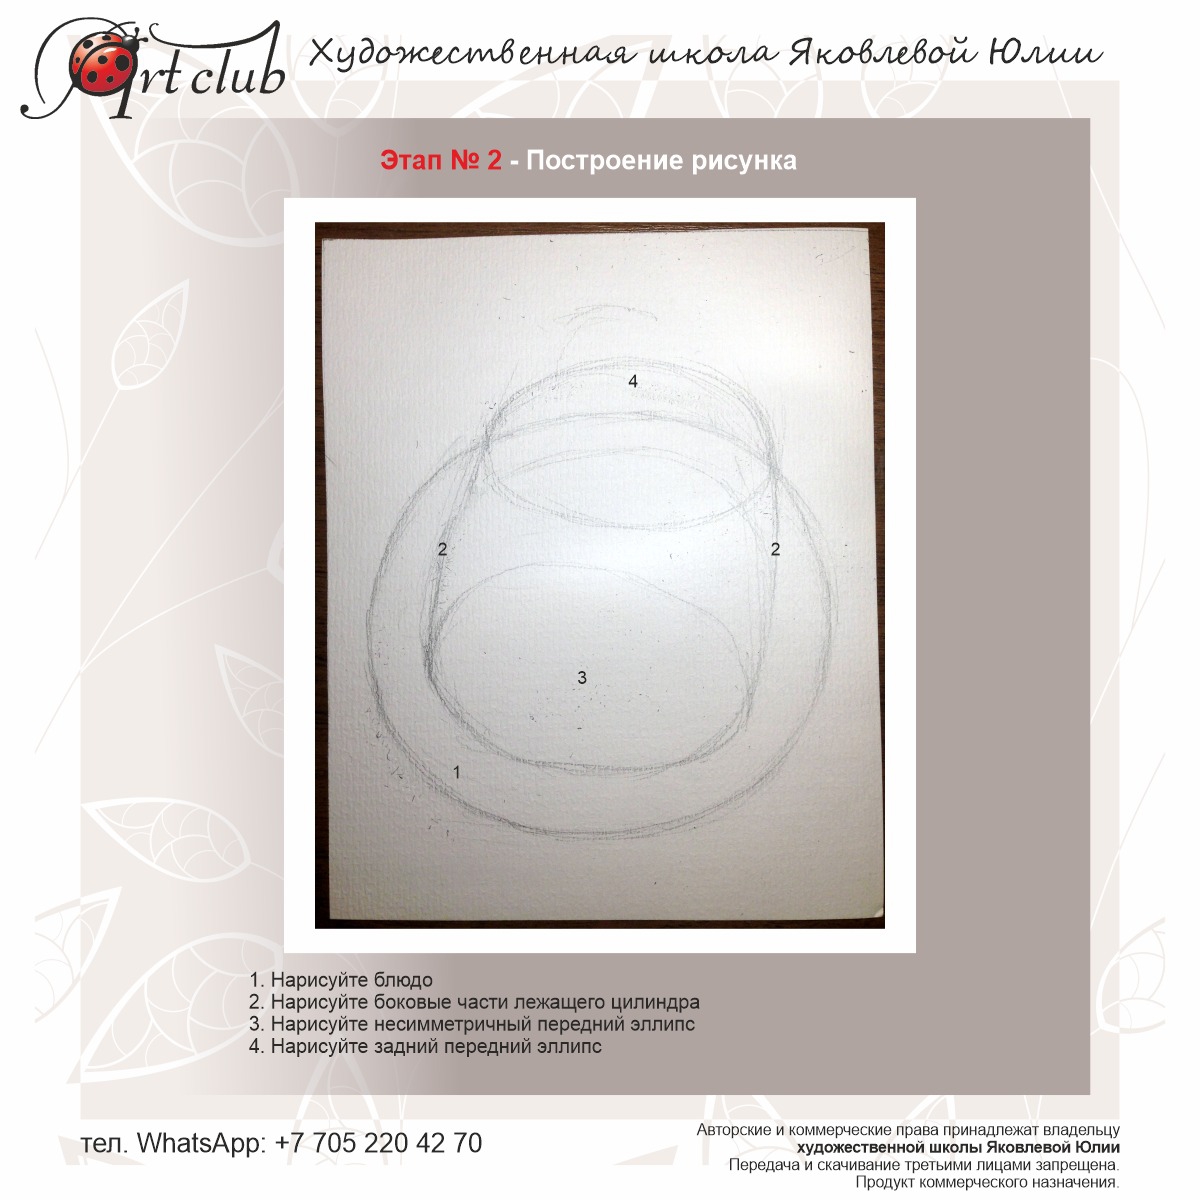 Art club
Художественная школа Яковлевой Юлии
Этап № 2 - Построение рисунка
4
2
2
3
1
1. Нарисуйте блюдо
2. Нарисуйте боковые части лежащего цилиндра
3. Нарисуйте несимметричный передний эллипс
4. Нарисуйте задний передний эллипс
тел. WhatsApp: +7 705 220 42 70
Авторские и коммерческие права принадлежат владельцу
художественной школы Яковлевой Юлии
Передача и скачивание третьими лицами запрещена.
Продукт коммерческого назначения.